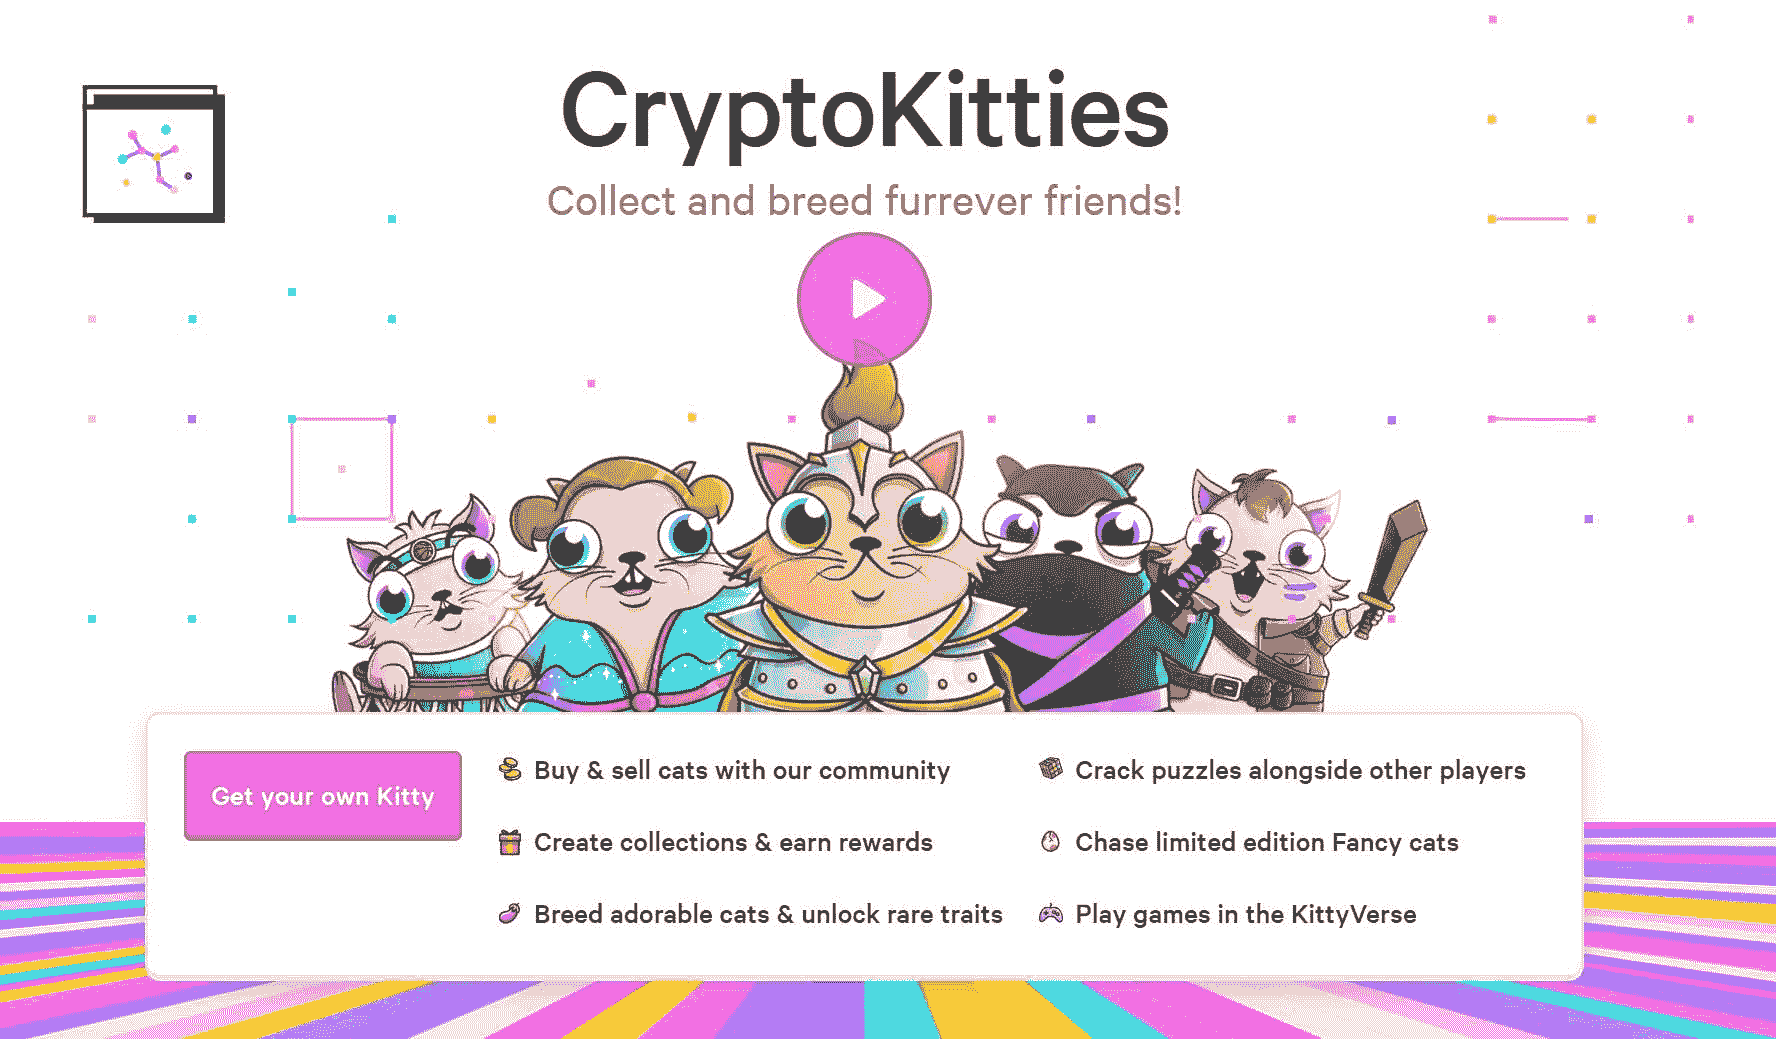 CryptoKitties
Collect and breed furrever friends!
Get your own Kitty
Buy & sell cats with our community
Create collections & earn rewards
Breed adorable cats & unlock rare traits
Crack puzzles alongside other players
Chase limited edition Fancy cats
Play games in the KittyVerse